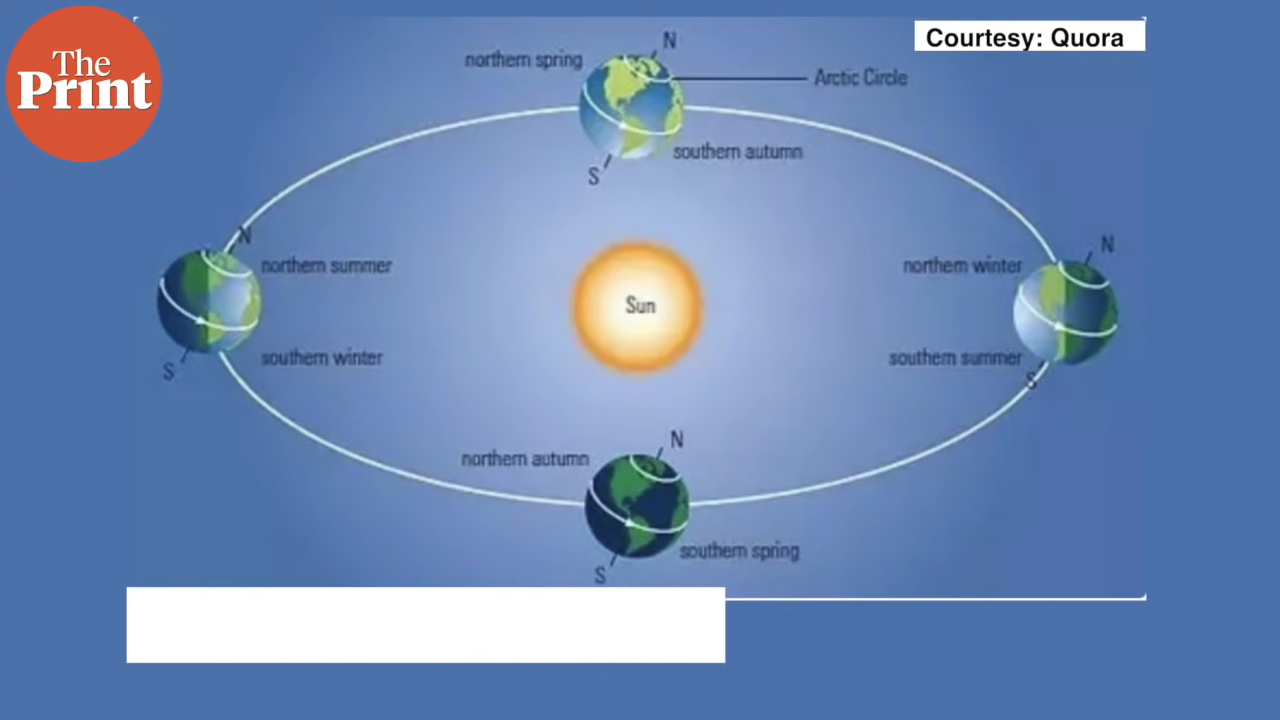 The
Print
Courtesy: Quora
N
northern spring
Arctic Circle
southern autumn
S
N
northern summer
southern winter
S
Sun
N
northern winter
southern summer
S
N
northern autumn
southern spring
S